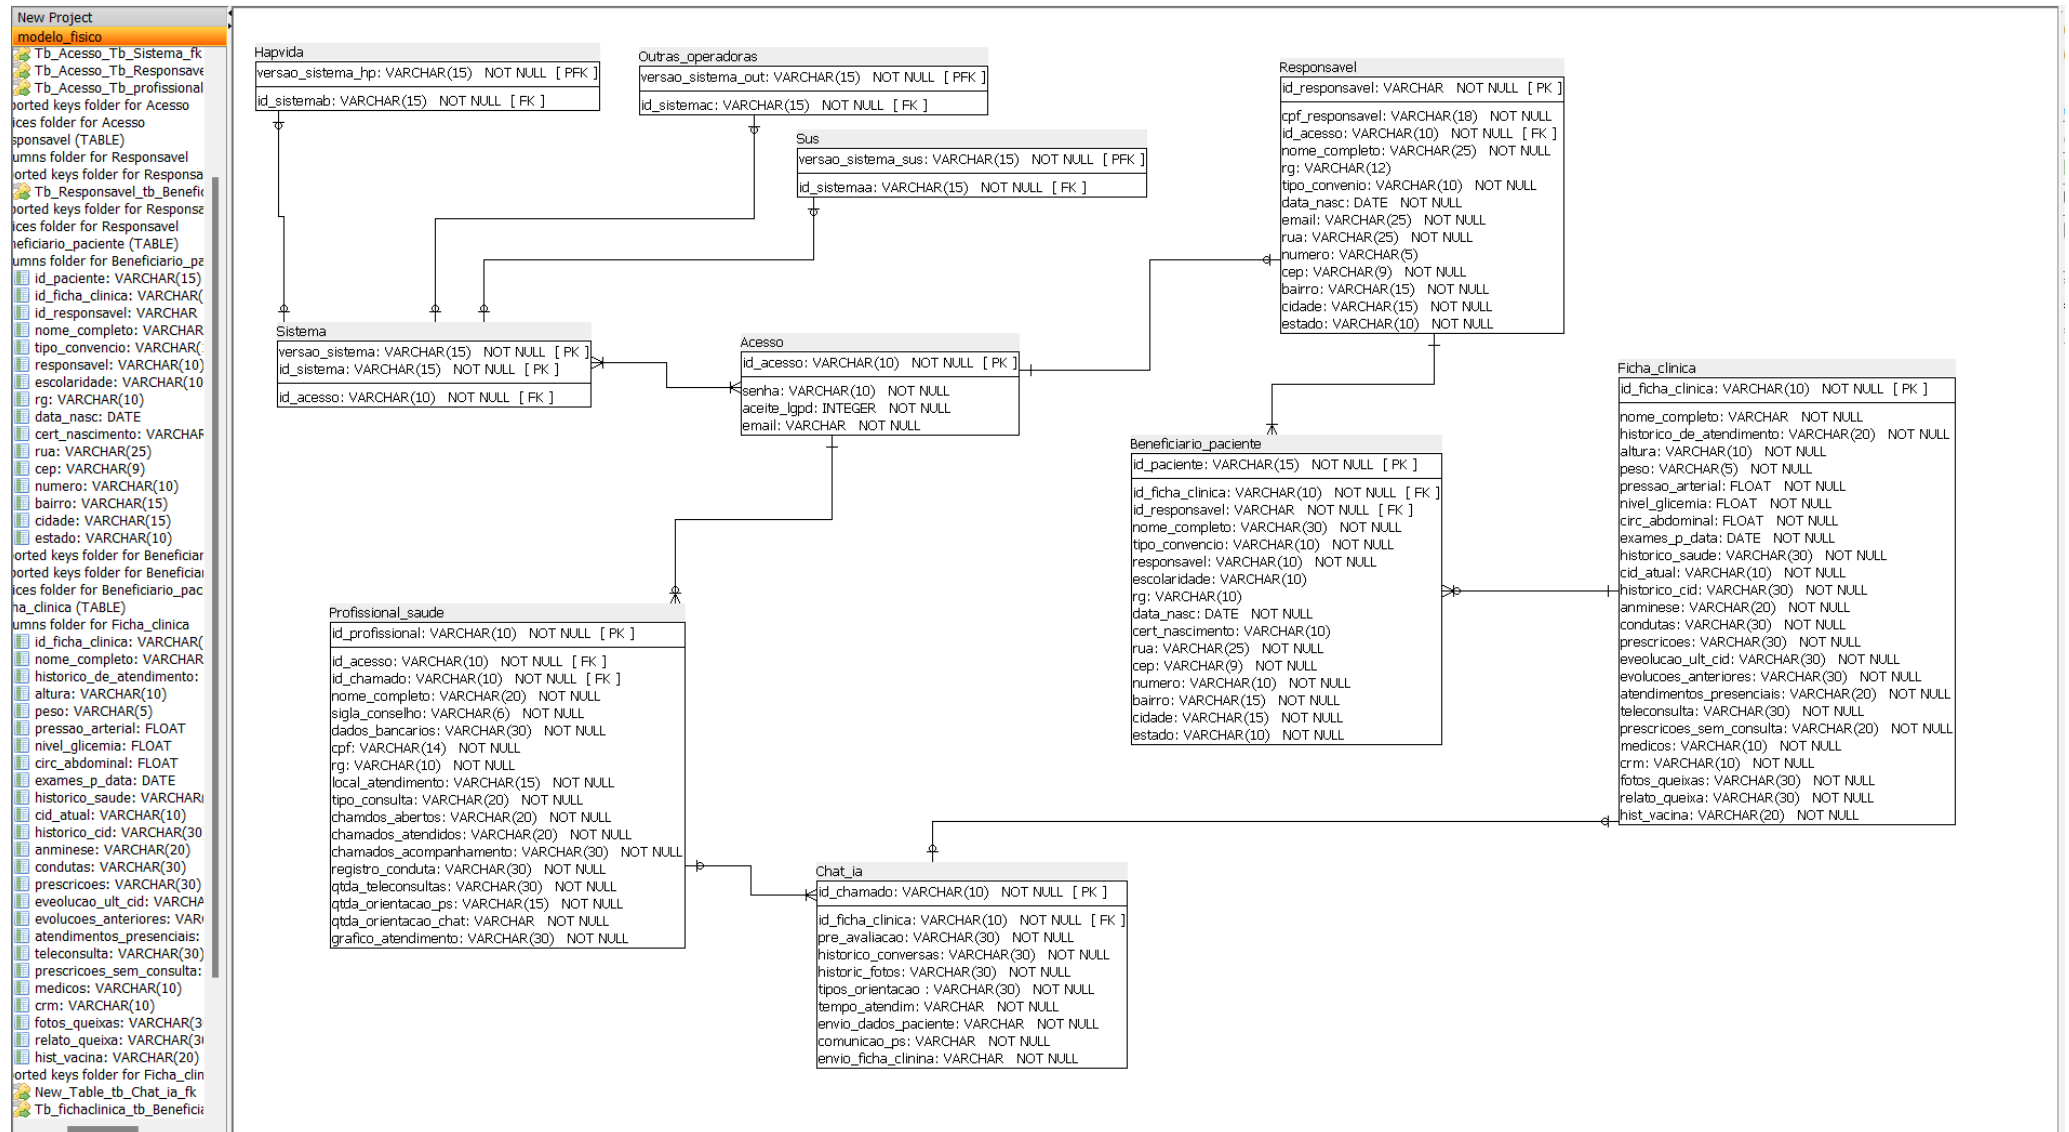 New Project
modelo_fisico
Tb_Acesso_Tb_Sistema_fk
Tb_Acesso_Tb_Responsave
Tb_Acesso_Tb_profissional
orted keys folder for Acesso
ices folder for Acesso
sponsavel (TABLE)
umns folder for Responsavel
orted keys folder for Responsa
Tb_Responsavel_tb_Benefic
orted keys folder for Responsa
ices folder for Responsavel
neficiario_paciente (TABLE)
umns folder for Beneficiario_pa
id_paciente: VARCHAR(15)
id_ficha_clinica: VARCHAR(
id_responsavel: VARCHAR
nome_completo: VARCHAR
tipo_convencio: VARCHAR(
responsavel: VARCHAR(10)
escolaridade: VARCHAR(10
rg: VARCHAR(10)
data_nasc: DATE
cert_nascimento: VARCHAR
rua: VARCHAR(25)
cep: VARCHAR(9)
numero: VARCHAR(10)
bairro: VARCHAR(15)
cidade: VARCHAR(15)
estado: VARCHAR(10)
orted keys folder for Beneficiar
orted keys folder for Beneficiar
ices folder for Beneficiario_pac
ha_clinica (TABLE)
umns folder for Ficha_clinica
id_ficha_clinica: VARCHAR(
nome_completo: VARCHAR
historico_de_atendimento:
altura: VARCHAR(10)
peso: VARCHAR(5)
pressao_arterial: FLOAT
nivel_glicemia: FLOAT
circ_abdominal: FLOAT
exames_p_data: DATE
historico_saude: VARCHAR(
cid_atual: VARCHAR(10)
historico_cid: VARCHAR(30
anminese: VARCHAR(20)
condutas: VARCHAR(30)
prescricoes: VARCHAR(30)
eveolucao_ult_cid: VARCHA
evolucoes_anteriores: VAR
atendimentos_presenciais:
teleconsulta: VARCHAR(30)
prescricoes_sem_consulta:
medicos: VARCHAR(10)
crm: VARCHAR(10)
fotos_queixas: VARCHAR(3
relato_queixa: VARCHAR(3
hist_vacina: VARCHAR(20)
orted keys folder for Ficha_clin
New_Table_tb_Chat_ia_fk
Tb_fichaclinica_tb_Beneficia
Hapvida
versao_sistema_hp: VARCHAR(15) NOT NULL [ PFK ]
id_sistemab: VARCHAR(15) NOT NULL [ FK ]
Outras_operadoras
versao_sistema_out: VARCHAR(15) NOT NULL [ PFK ]
id_sistemac: VARCHAR(15) NOT NULL [ FK ]
Sus
versao_sistema_sus: VARCHAR(15) NOT NULL [ PFK ]
id_sistemaa: VARCHAR(15) NOT NULL [ FK ]
Responsavel
id_responsavel: VARCHAR NOT NULL [ PK ]
cpf_responsavel: VARCHAR(18) NOT NULL
id_acesso: VARCHAR(10) NOT NULL [ FK ]
nome_completo: VARCHAR(25) NOT NULL
rg: VARCHAR(12)
tipo_convenio: VARCHAR(10) NOT NULL
data_nasc: DATE NOT NULL
email: VARCHAR(25) NOT NULL
rua: VARCHAR(25) NOT NULL
numero: VARCHAR(5)
cep: VARCHAR(9) NOT NULL
bairro: VARCHAR(15) NOT NULL
cidade: VARCHAR(15) NOT NULL
estado: VARCHAR(10) NOT NULL
Sistema
versao_sistema: VARCHAR(15) NOT NULL [ PK ]
id_sistema: VARCHAR(15) NOT NULL [ PK ]
id_acesso: VARCHAR(10) NOT NULL [ FK ]
Acesso
id_acesso: VARCHAR(10) NOT NULL [ PK ]
senha: VARCHAR(10) NOT NULL
aceite_lgpd: INTEGER NOT NULL
email: VARCHAR NOT NULL
Ficha_clinica
id_ficha_clinica: VARCHAR(10) NOT NULL [ PK ]
nome_completo: VARCHAR NOT NULL
historico_de_atendimento: VARCHAR(20) NOT NULL
altura: VARCHAR(10) NOT NULL
peso: VARCHAR(5) NOT NULL
pressao_arterial: FLOAT NOT NULL
nivel_glicemia: FLOAT NOT NULL
circ_abdominal: FLOAT NOT NULL
exames_p_data: DATE NOT NULL
historico_saude: VARCHAR(30) NOT NULL
cid_atual: VARCHAR(10) NOT NULL
historico_cid: VARCHAR(30) NOT NULL
anminese: VARCHAR(20) NOT NULL
condutas: VARCHAR(30) NOT NULL
prescricoes: VARCHAR(30) NOT NULL
eveolucao_ult_cid: VARCHAR(30) NOT NULL
evolucoes_anteriores: VARCHAR(30) NOT NULL
atendimentos_presenciais: VARCHAR(20) NOT NULL
teleconsulta: VARCHAR(30) NOT NULL
prescricoes_sem_consulta: VARCHAR(20) NOT NULL
medicos: VARCHAR(10) NOT NULL
crm: VARCHAR(10) NOT NULL
fotos_queixas: VARCHAR(30) NOT NULL
relato_queixa: VARCHAR(30) NOT NULL
hist_vacina: VARCHAR(20) NOT NULL
Beneficiario_paciente
id_paciente: VARCHAR(15) NOT NULL [ PK ]
id_ficha_clinica: VARCHAR(10) NOT NULL [ FK ]
id_responsavel: VARCHAR NOT NULL [ FK ]
nome_completo: VARCHAR(30) NOT NULL
tipo_convencio: VARCHAR(10) NOT NULL
responsavel: VARCHAR(10) NOT NULL
escolaridade: VARCHAR(10)
rg: VARCHAR(10)
data_nasc: DATE NOT NULL
cert_nascimento: VARCHAR(10)
rua: VARCHAR(25) NOT NULL
cep: VARCHAR(9) NOT NULL
numero: VARCHAR(10) NOT NULL
bairro: VARCHAR(15) NOT NULL
cidade: VARCHAR(15) NOT NULL
estado: VARCHAR(10) NOT NULL
Profissional_saude
id_profissional: VARCHAR(10) NOT NULL [ PK ]
id_acesso: VARCHAR(10) NOT NULL [ FK ]
id_chamado: VARCHAR(10) NOT NULL [ FK ]
nome_completo: VARCHAR(20) NOT NULL
sigla_conselho: VARCHAR(6) NOT NULL
dados_bancarios: VARCHAR(30) NOT NULL
cpf: VARCHAR(14) NOT NULL
rg: VARCHAR(10) NOT NULL
local_atendimento: VARCHAR(15) NOT NULL
tipo_consulta: VARCHAR(20) NOT NULL
chamdos_abertos: VARCHAR(20) NOT NULL
chamados_atendidos: VARCHAR(20) NOT NULL
chamados_acompanhamento: VARCHAR(30) NOT NULL
registro_conduta: VARCHAR(30) NOT NULL
qtda_teleconsultas: VARCHAR(30) NOT NULL
qtda_orientacao_ps: VARCHAR(15) NOT NULL
qtda_orientacao_chat: VARCHAR NOT NULL
grafico_atendimento: VARCHAR(30) NOT NULL
Chat_ia
id_chamado: VARCHAR(10) NOT NULL [ PK ]
id_ficha_clinica: VARCHAR(10) NOT NULL [ FK ]
pre_avaliacao: VARCHAR(30) NOT NULL
historico_conversas: VARCHAR(30) NOT NULL
historic_fotos: VARCHAR(30) NOT NULL
tipos_orientacao : VARCHAR(30) NOT NULL
tempo_atendim: VARCHAR NOT NULL
envio_dados_paciente: VARCHAR NOT NULL
comunicao_ps: VARCHAR NOT NULL
envio_ficha_clinina: VARCHAR NOT NULL